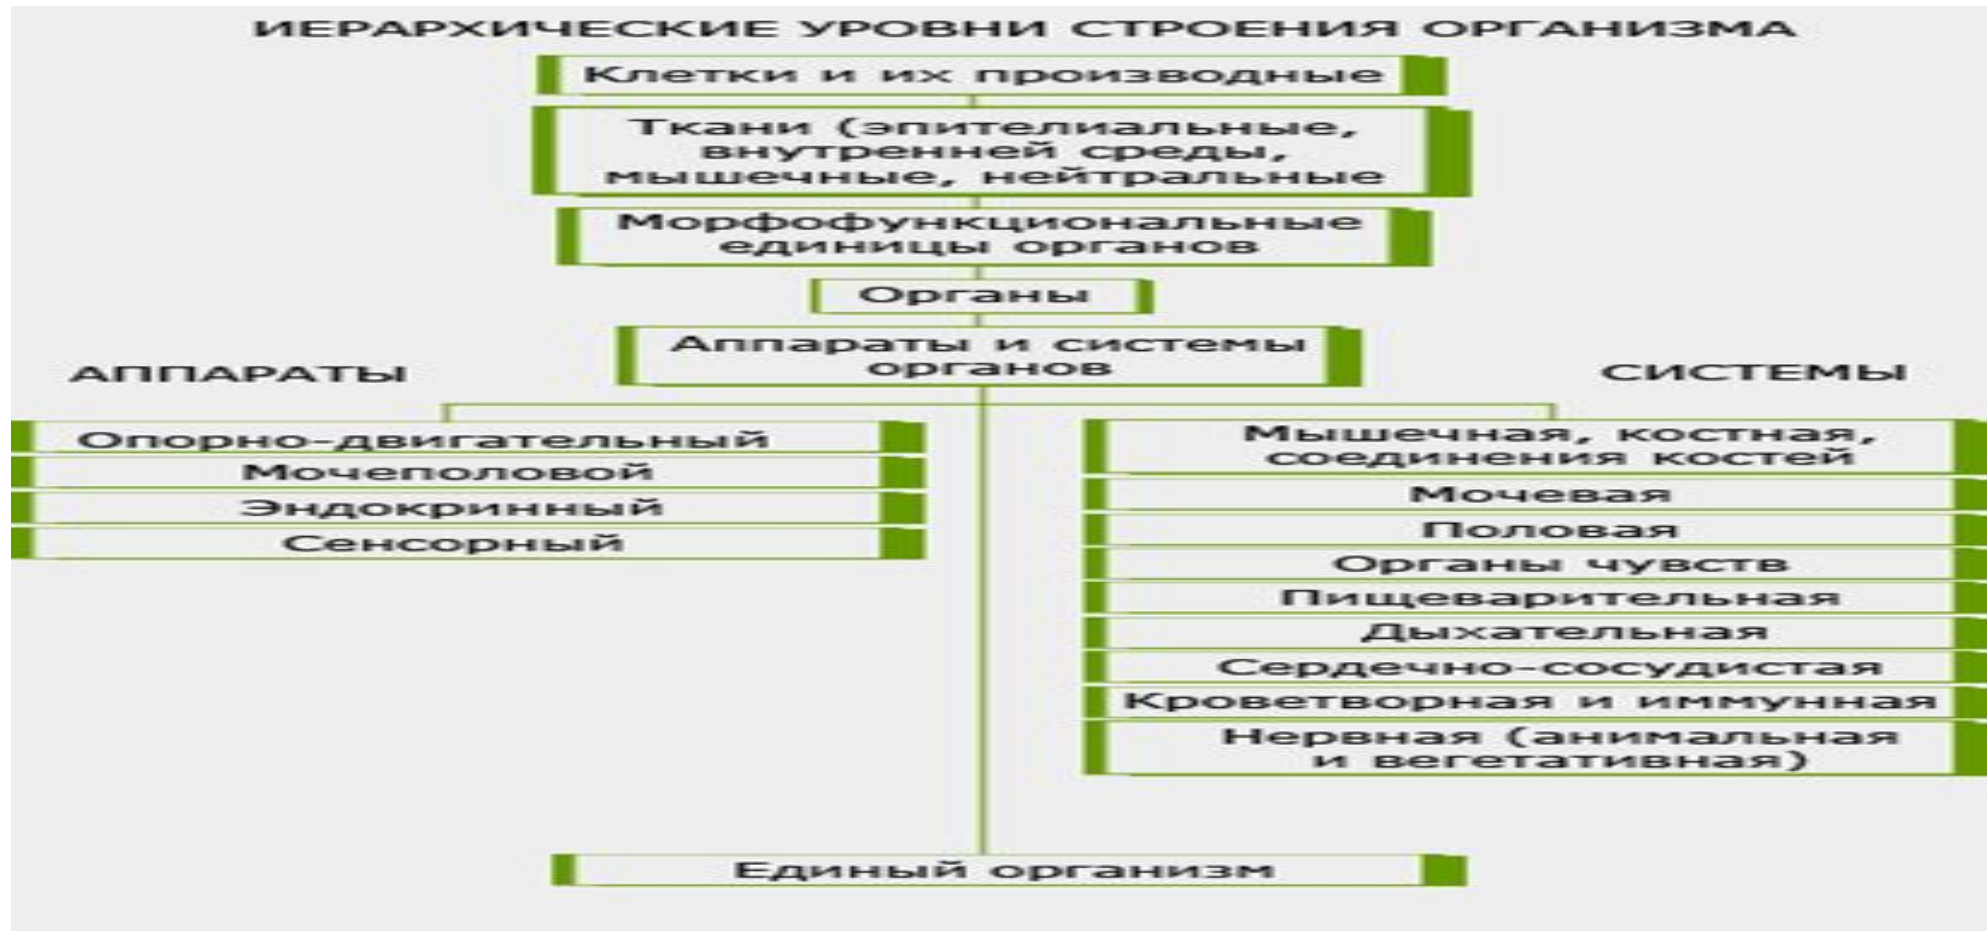 ИЕРАРХИЧЕСКИЕ УРОВНИ СТРОЕНИЯ ОРГАНИЗМА
Клетки и их производные
Ткани (эпителиальные,
внутренней среды,
мышечные, нейтральные
Морфофункциональные
единицы органов
Органы
Аппараты и системы
органов
АППАРАТЫ
Опорно-двигательный
Мочеполовой
Эндокринный
Сенсорный
СИСТЕМЫ
Мышечная, костная,
соединения костей
Мочевая
Половая
Органы чувств
Пищеварительная
Дыхательная
Сердечно-сосудистая
Кроветворная и иммунная
Нервная (анимальная
и вегетативная)
Единый организм